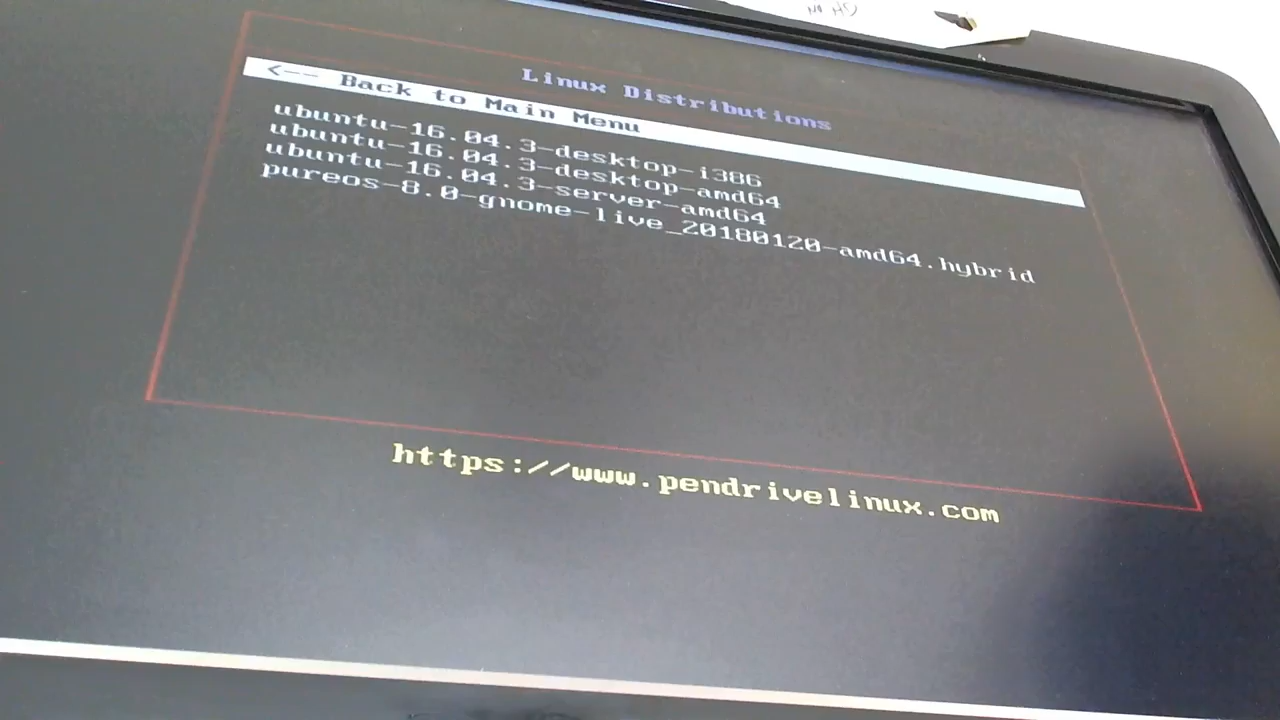 Linux Distributions
<-- Back to Main Menu
ubuntu-16.04.3-desktop-i386
ubuntu-16.04.3-desktop-amd64
ubuntu-16.04.3-server-amd64
pureos-8.0-gnome-live_20180120-amd64.hybrid
https://www.pendrivelinux.com